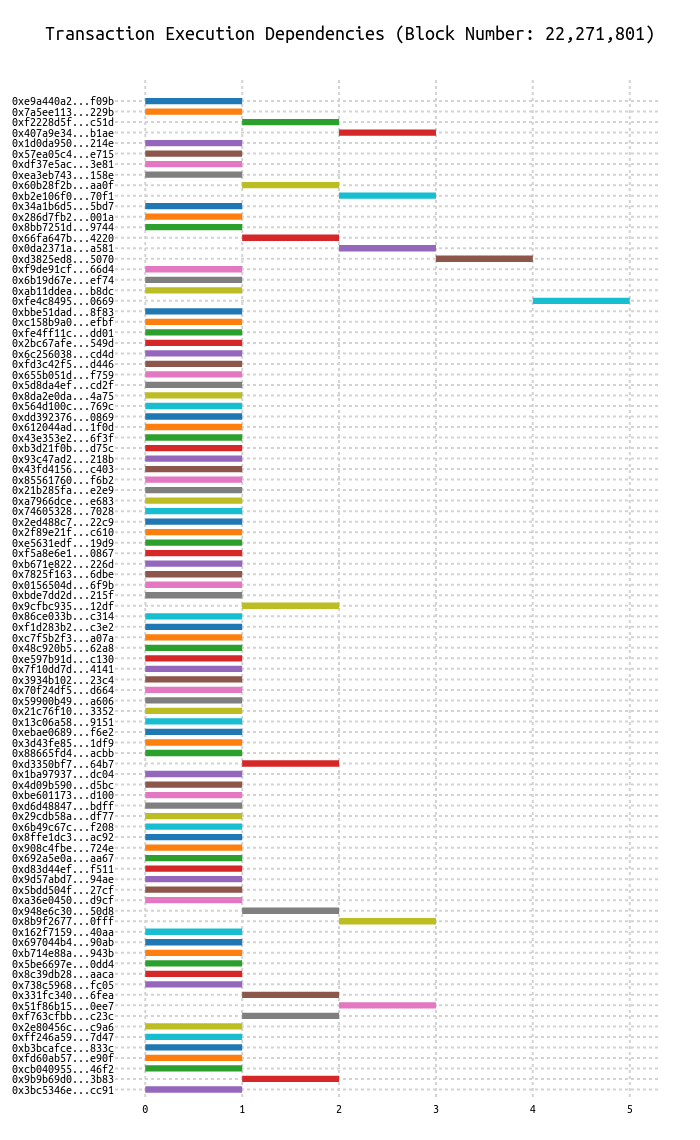 Transaction Execution Dependencies (Block Number: 22,271,801)
0xe9a440a2...f09b
0x7a5ee113...229b
0xf2228d5f...c51d
0x407a9e34...b1ae
0x1d0da950...214e
0x57ea05c4...e715
0xdf37e5ac...3e81
0xea3eb743...158e
0x60b28f2b...aa0f
0xb2e106f0...70f1
0x34a1b6d5...5bd7
0x286d7fb2...001a
0x8bb7251d...9744
0x66fa647b...4220
0x0da2371a...a581
0xd3825ed8...5070
0xf9de91cf...66d4
0x6b19d67e...ef74
0xab11ddea...b8dc
0xfe4c8495...0669
0xbbe51dad...8f83
0xc158b9a0...efbf
0xfe4ff11c...dd01
0x2bc67afe...549d
0x6c256038...cd4d
0xfd3c42f5...d446
0x655b051d...f759
0x5d8da4ef...cd2f
0x8da2e0da...4a75
0x564d100c...769c
0xdd392376...0869
0x612044ad...1f0d
0x43e353e2...6f3f
0xb3d21f0b...d75c
0x93c47ad2...218b
0x43fd4156...c403
0x85561760...f6b2
0x21b285fa...e2e9
0xa7966dce...e683
0x74605328...7028
0x2ed488c7...22c9
0x2f89e21f...c610
0xe5631edf...19d9
0xf5a8e6e1...0867
0xb671e822...226d
0x7825f163...6dbe
0x0156504d...6f9b
0xbde7dd2d...215f
0x9cfbc935...12df
0x86ce033b...c314
0xf1d283b2...c3e2
0xc7f5b2f3...a07a
0x48c920b5...62a8
0xe597b91d...c130
0x7f10dd7d...4141
0x3934b102...23c4
0x70f24df5...d664
0x59900b49...a606
0x21c76f10...3352
0x13c06a58...9151
0xebae0689...f6e2
0x3d43fe85...1df9
0x88665fd4...acbb
0xd3350bf7...64b7
0x1ba97937...dc04
0x4d09b590...d5bc
0xbe601173...d100
0xd6d48847...bdff
0x29cdb58a...df77
0x6b49c67c...f208
0x8ffe1dc3...ac92
0x908c4fbe...724e
0x692a5e0a...aa67
0xd83d44ef...f511
0x9d57abd7...94ae
0x5bdd504f...27cf
0xa36e0450...d9cf
0x948e6c30...50d8
0x8b9f2677...0fff
0x162f7159...40aa
0x697044b4...90ab
0xb714e88a...943b
0x5be6697e...0dd4
0x8c39db28...aaca
0x738c5968...fc05
0x331fc340...6fea
0x51f86b15...0ee7
0xf763cfbb...c23c
0x2e80456c...c9a6
0xff246a59...7d47
0xb3bcafce...833c
0xfd60ab57...e90f
0xcb040955...46f2
0x9b9b69d0...3b83
0x3bc5346e...cc91
0 1 2 3 4 5